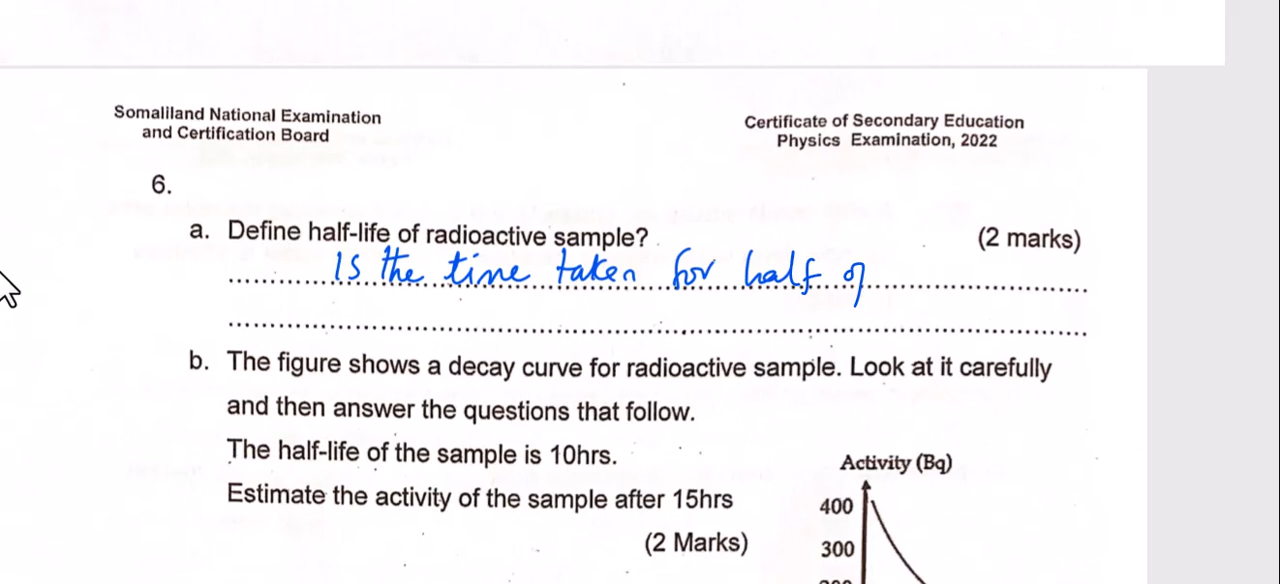 Somaliland National Examination
and Certification Board
Certificate of Secondary Education
Physics Examination, 2022
6.
a. Define half-life of radioactive sample?
(2 marks)
Is the time taken for half of
b. The figure shows a decay curve for radioactive sample. Look at it carefully
and then answer the questions that follow.
The half-life of the sample is 10hrs.
Estimate the activity of the sample after 15hrs
(2 Marks)
Activity (Bq)
400
300